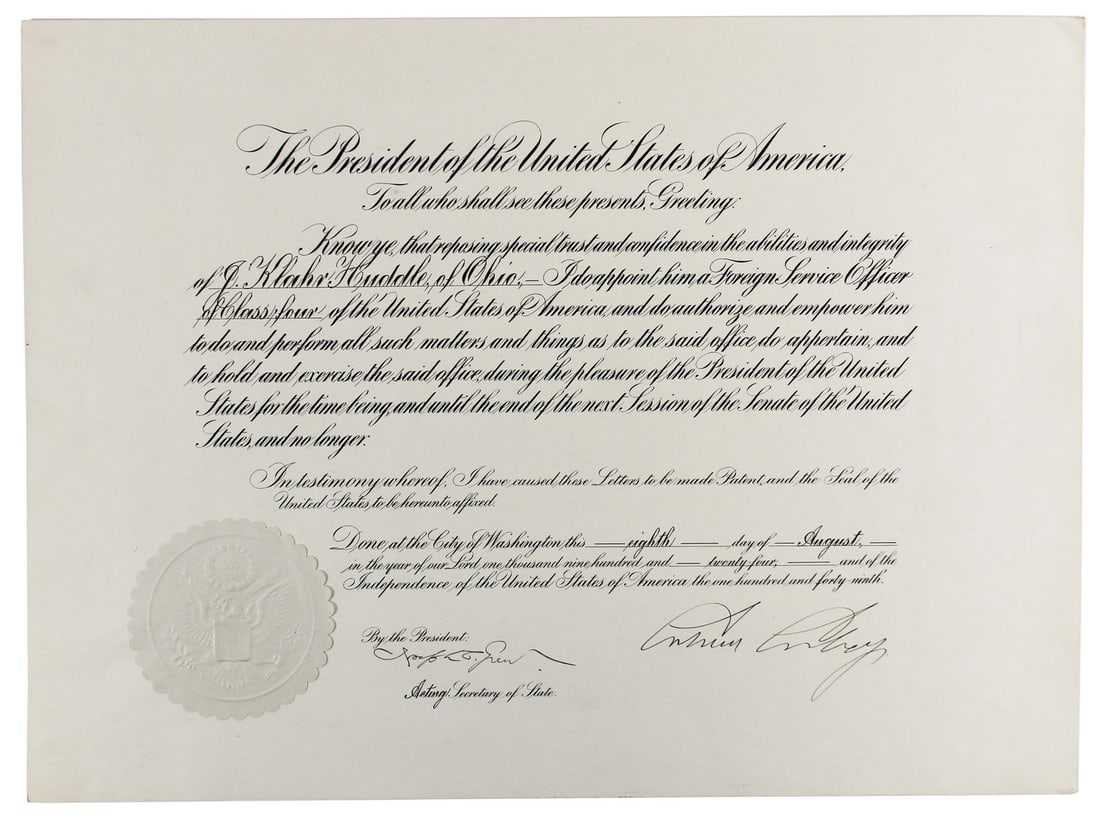 The President of the United States of America,
To all who shall see these presents, Greeting:
Know ye, that reposing special trust and confidence in the abilities and integrity
of J. Klahr Huddle, of Ohio,— I do appoint him, a Foreign Service Officer
of Class four of the United States of America, and do authorize and empower him
to do and perform all such matters and things as to the said office do appertain, and
to hold and exercise the said office, during the pleasure of the President of the United
States for the time being, and until the end of the next Session of the Senate of the United
States, and no longer.
In testimony whereof, I have caused these Letters to be made Patent, and the Seal of the
United States, to be hereunto affixed.
Done at the City of Washington, this — eighth — day of — August, —
in the year of our Lord one thousand nine hundred and — twenty-four, — and of the
Independence of the United States of America the one hundred and forty-ninth.
By the President:
Joseph C. Grew
Calvin Coolidge
Acting Secretary of State.